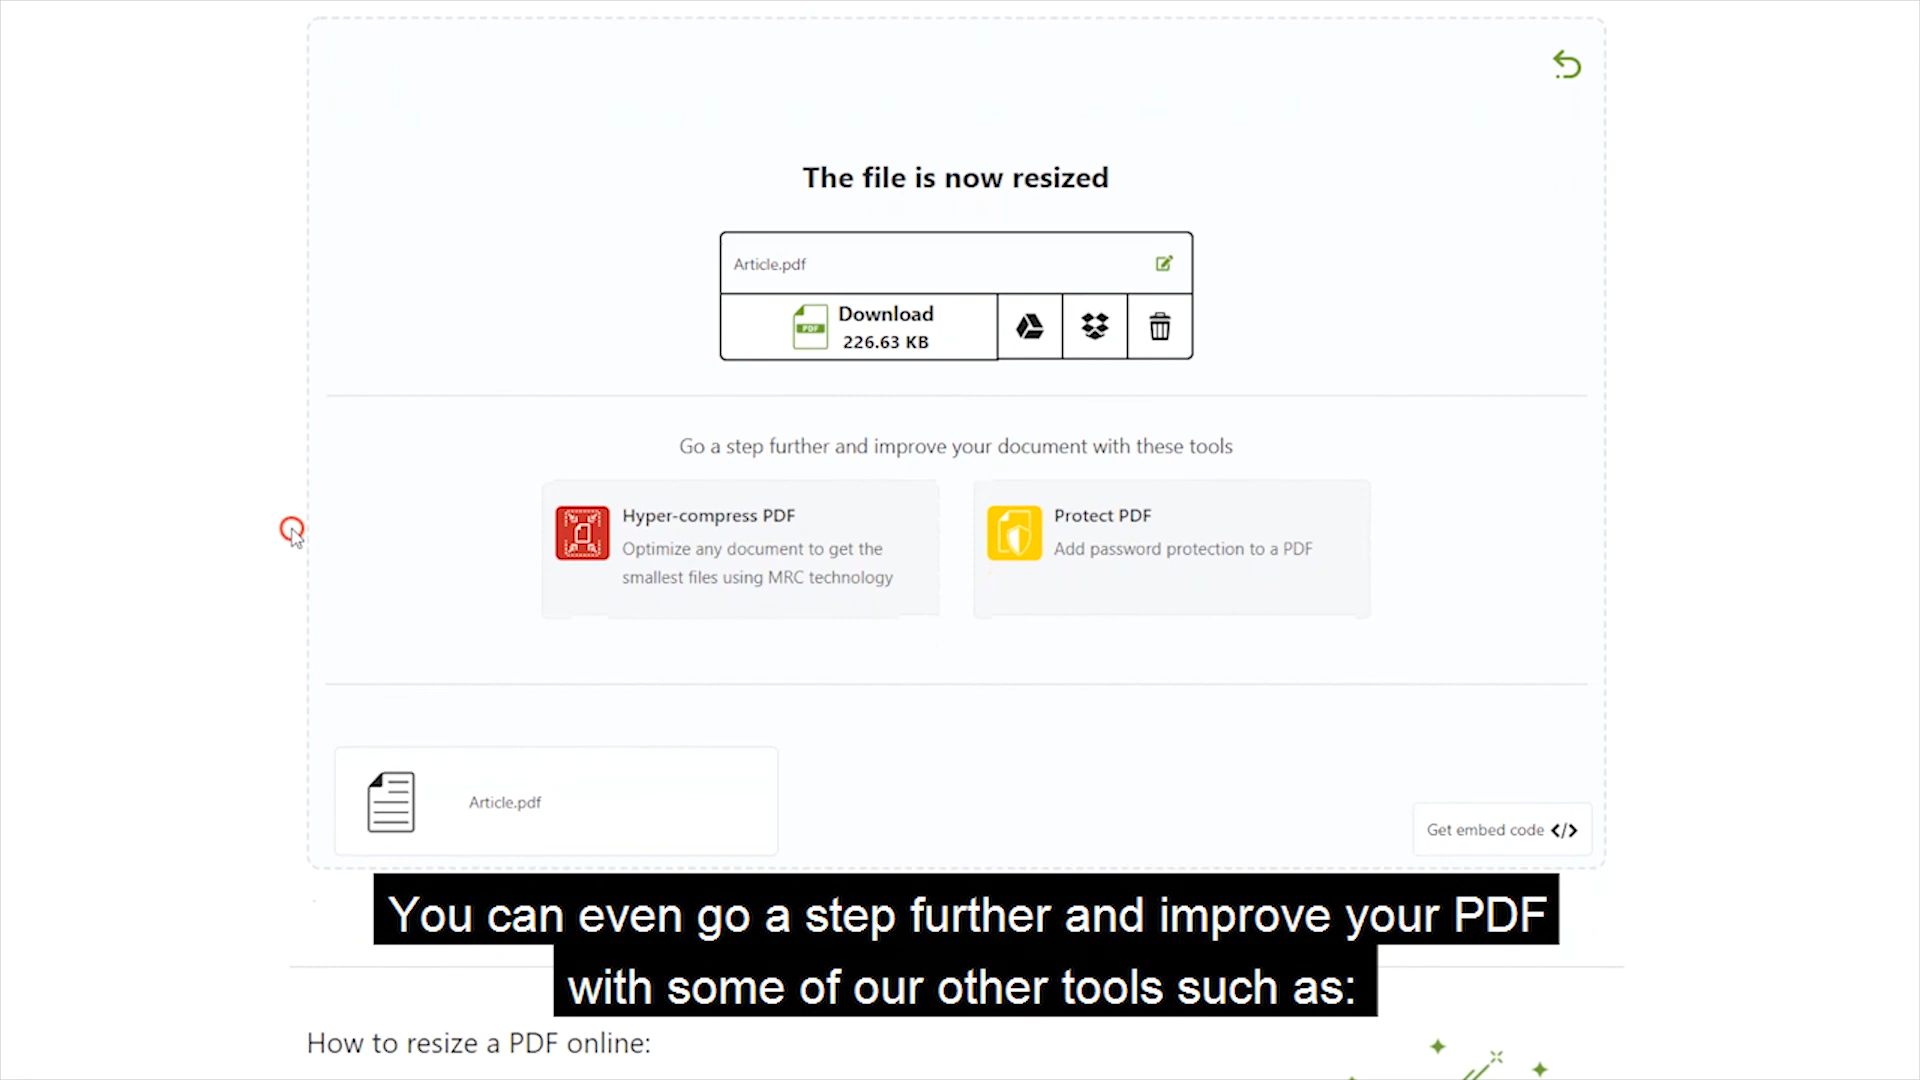 The file is now resized
Article.pdf
PDF
Download
226.63 KB
Go a step further and improve your document with these tools
Hyper-compress PDF
Optimize any document to get the
smallest files using MRC technology
Protect PDF
Add password protection to a PDF
Article.pdf
Get embed code </>
You can even go a step further and improve your PDF
with some of our other tools such as:
How to resize a PDF online: